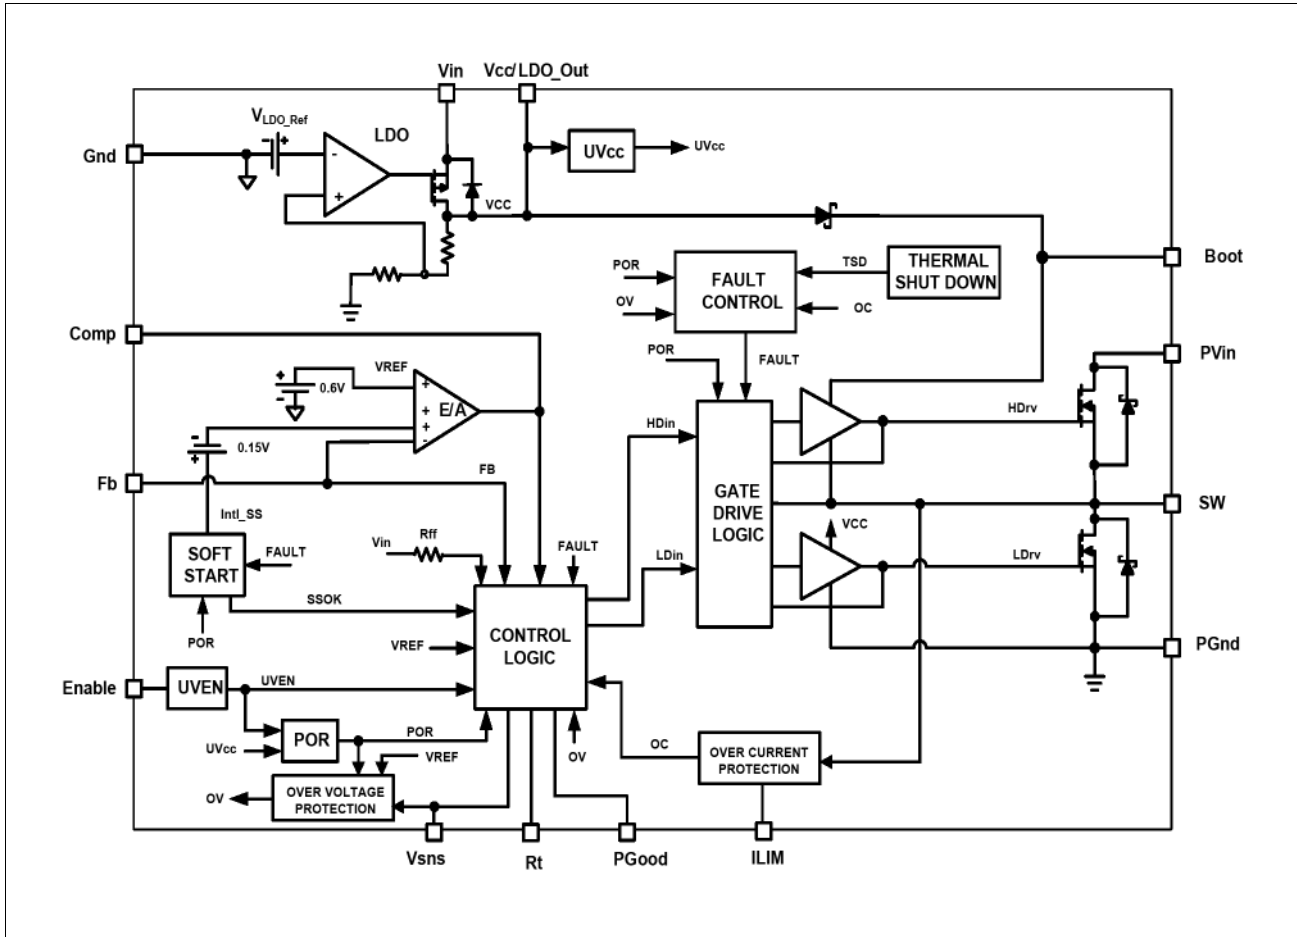 Vin
Vcc/LDO_Out
VLDO_Ref
- +
LDO
Gnd
-
+
UVcc
UVcc
VCC
Boot
POR
OV
FAULT
CONTROL
TSD
OC
THERMAL
SHUT DOWN
Comp
POR
FAULT
PVin
VREF
+
-
0.6V
+
+
+
-
E/A
HDrv
HDin
-
+
0.15V
Fb
FB
GATE
DRIVE
LOGIC
SW
Intl_SS
VCC
SOFT
START
FAULT
Vin
Rff
FAULT
LDin
LDrv
SSOK
POR
VREF
CONTROL
LOGIC
PGnd
Enable
UVEN
UVEN
UVcc
POR
POR
VREF
OV
OC
OVER CURRENT
PROTECTION
OV
OVER VOLTAGE
PROTECTION
Vsns
Rt
PGood
ILIM